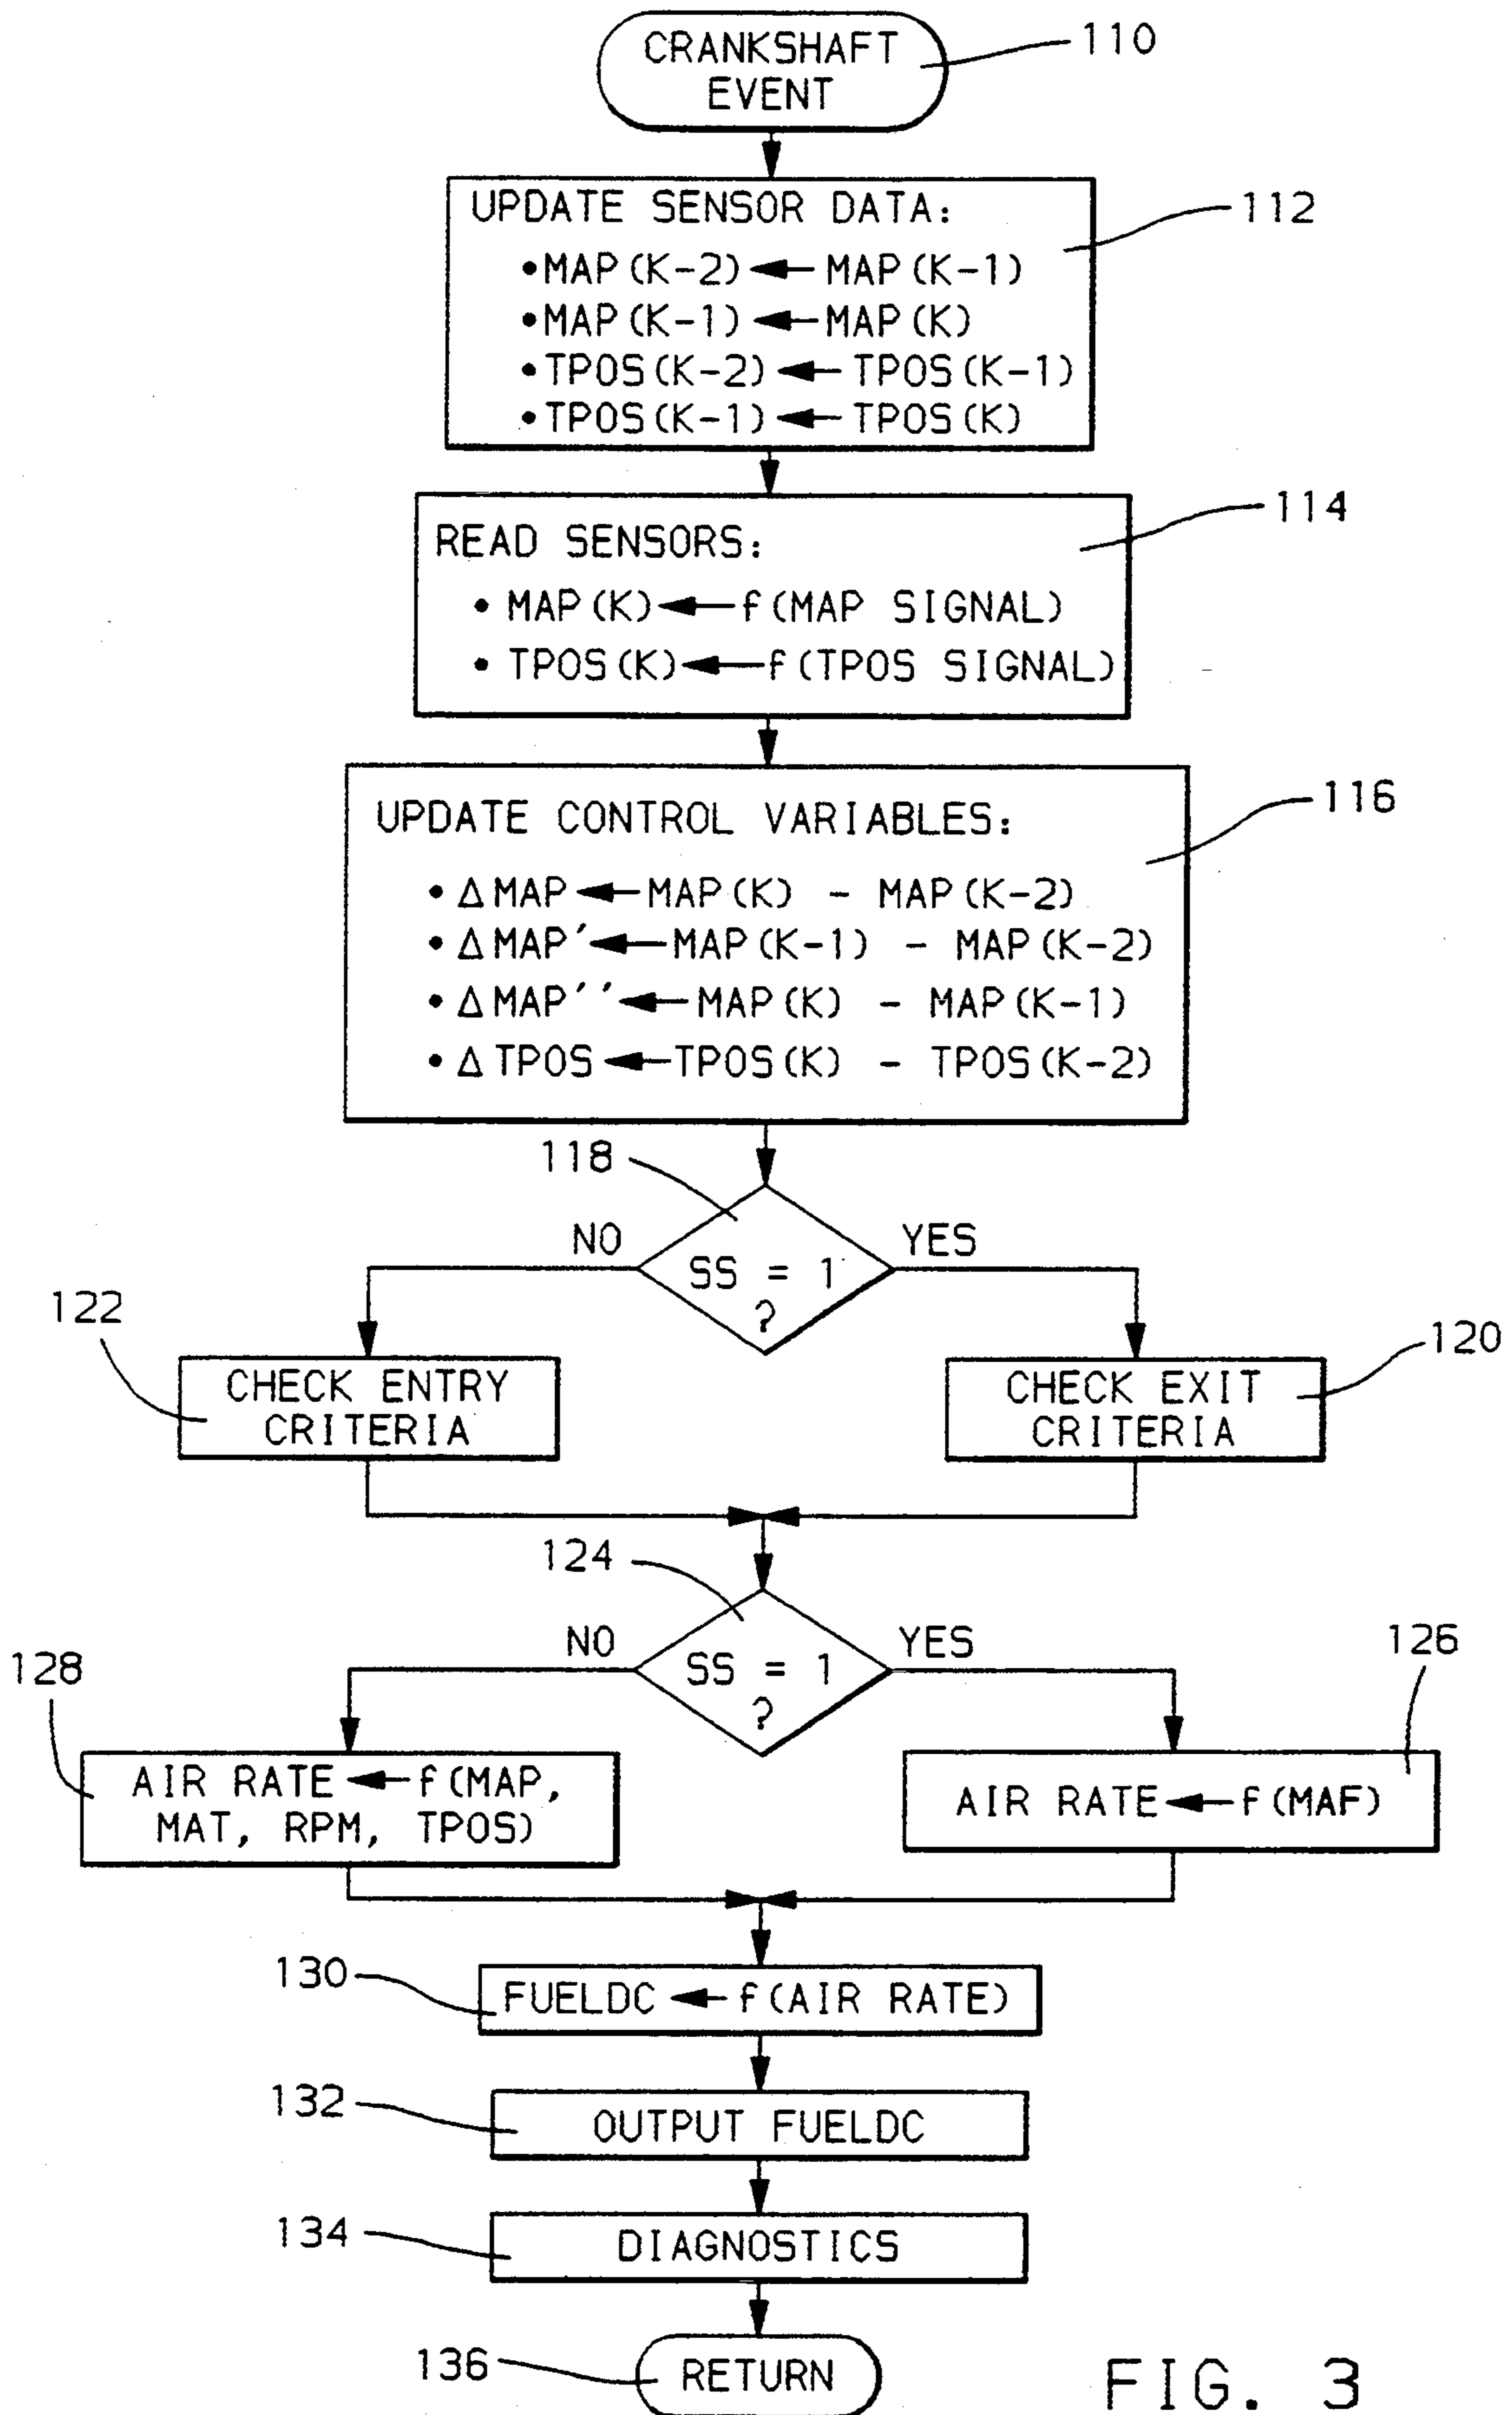 CRANKSHAFT
EVENT
110
UPDATE SENSOR DATA:
112
•MAP(K-2)←MAP(K-1)
•MAP(K-1)←MAP(K)
•TPOS(K-2)←TPOS(K-1)
•TPOS(K-1)←TPOS(K)
114
READ SENSORS:
• MAP(K)←f(MAP SIGNAL)
• TPOS(K)←f(TPOS SIGNAL)
116
UPDATE CONTROL VARIABLES:
• Δ MAP←MAP(K) - MAP(K-2)
• Δ MAP′←MAP(K-1) - MAP(K-2)
• Δ MAP′′←MAP(K) - MAP(K-1)
• Δ TPOS←TPOS(K) - TPOS(K-2)
118
NO
YES
SS = 1
?
122
120
CHECK ENTRY
CRITERIA
CHECK EXIT
CRITERIA
124
NO
YES
SS = 1
?
128
126
AIR RATE←f(MAP,
MAT, RPM, TPOS)
AIR RATE←f(MAF)
130
FUELDC←f(AIR RATE)
132
OUTPUT FUELDC
134
DIAGNOSTICS
136
RETURN
FIG. 3